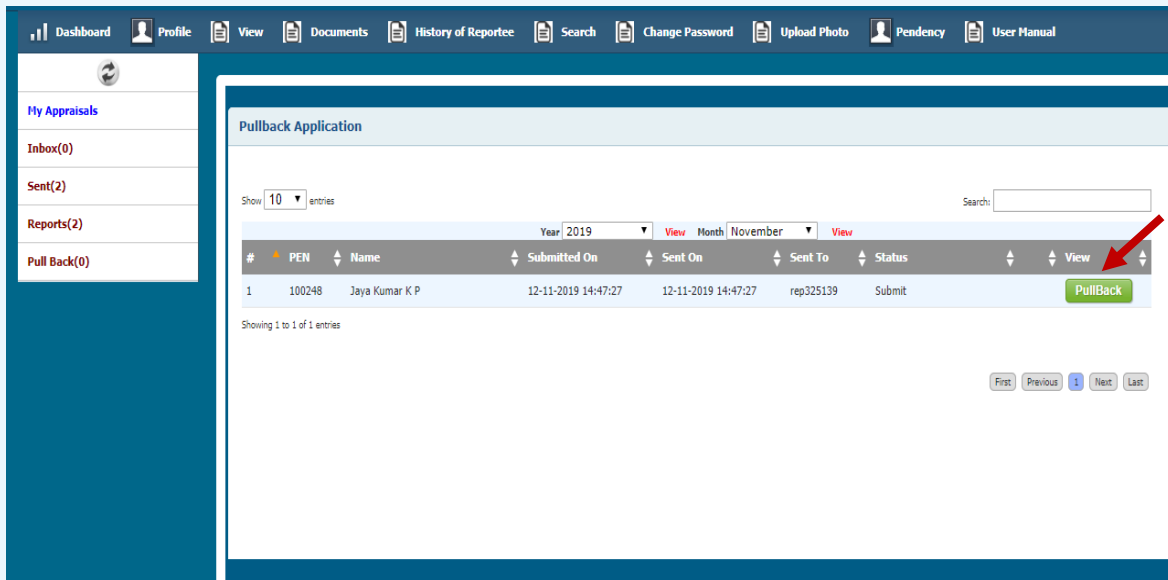 Dashboard Profile View Documents History of Reportee Search Change Password Upload Photo Pendency User Manual
My Appraisals
Inbox(0)
Sent(2)
Reports(2)
Pull Back(0)
Pullback Application
Show 10 entries Search:
Year 2019 View Month November View
# PEN Name Submitted On Sent On Sent To Status View
1 100248 Jaya Kumar K P 12-11-2019 14:47:27 12-11-2019 14:47:27 rep325139 Submit PullBack
Showing 1 to 1 of 1 entries
First Previous 1 Next Last